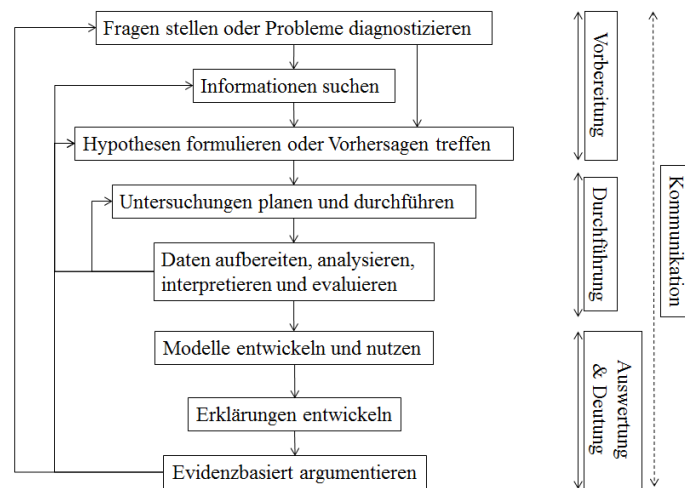 Fragen stellen oder Probleme diagnostizieren
Informationen suchen
Hypothesen formulieren oder Vorhersagen treffen
Untersuchungen planen und durchführen
Daten aufbereiten, analysieren,
interpretieren und evaluieren
Modelle entwickeln und nutzen
Erklärungen entwickeln
Evidenzbasiert argumentieren
Vorbereitung
Durchführung
Auswertung
& Deutung
Kommunikation